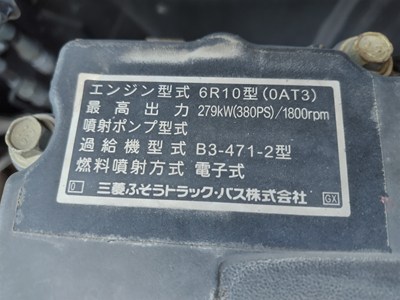 エンジン型式 6R10型(0AT3)
最高出力 279kW(380PS)/1800rpm
噴射ポンプ型式
過給機型式 B3-471-2型
燃料噴射方式 電子式
0 三菱ふそうトラック・バス株式会社 GX